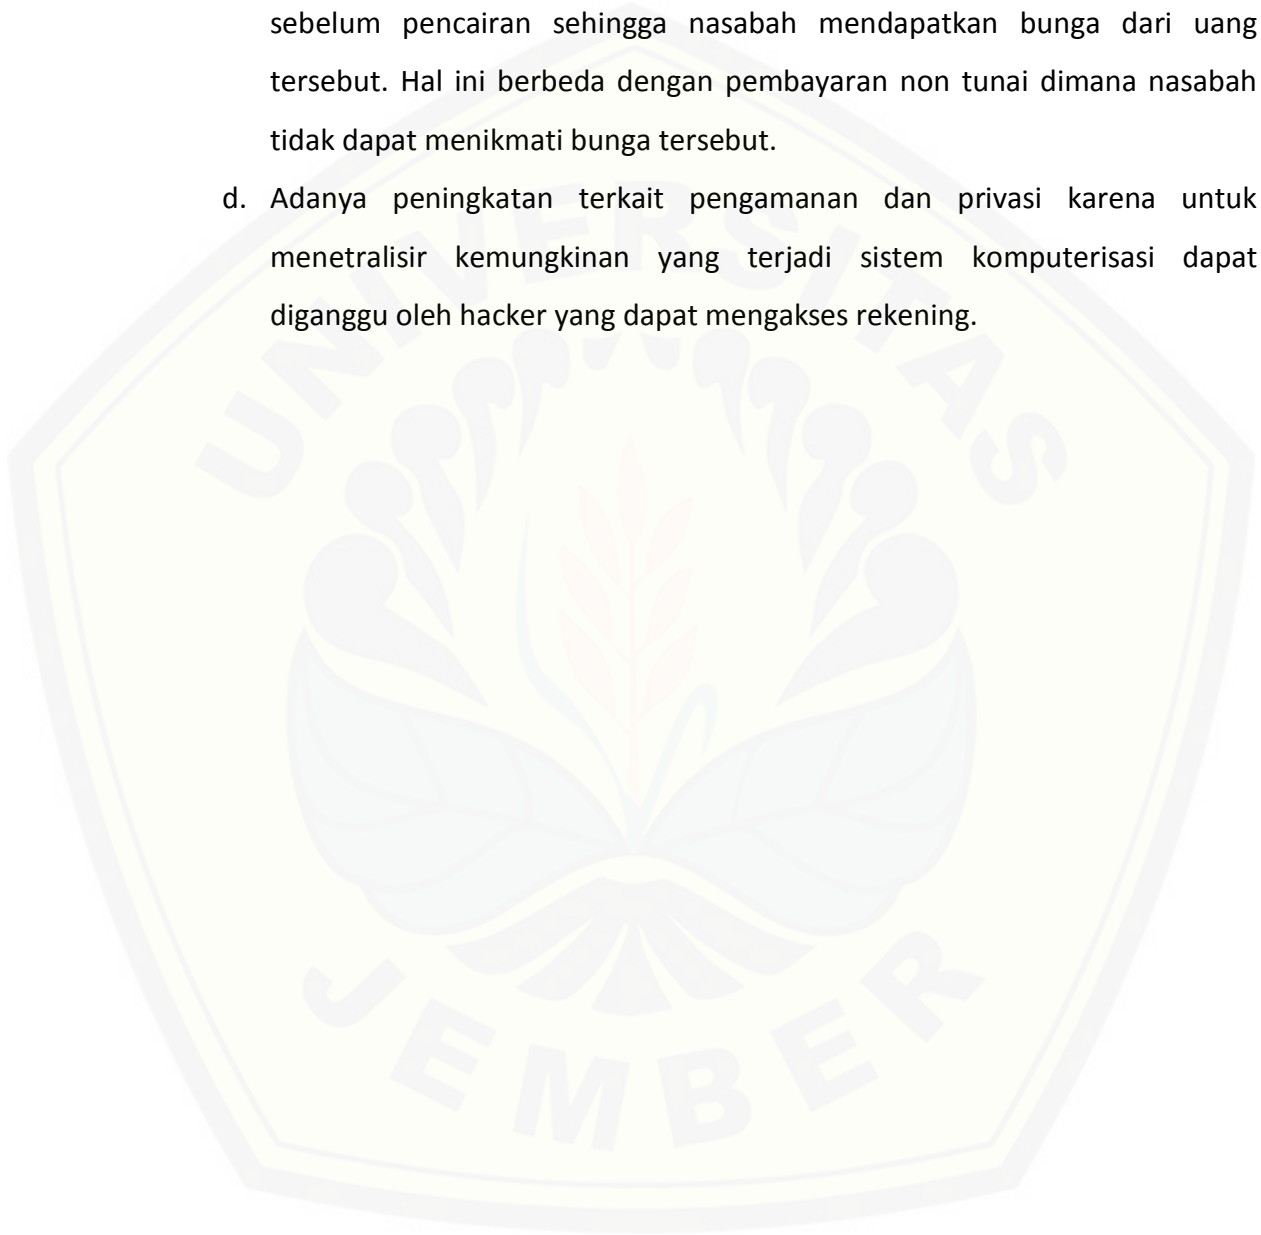 sebelum pencairan sehingga nasabah mendapatkan bunga dari uang
tersebut. Hal ini berbeda dengan pembayaran non tunai dimana nasabah
tidak dapat menikmati bunga tersebut.
d. Adanya peningkatan terkait pengamanan dan privasi karena untuk
menetralisir kemungkinan yang terjadi sistem komputerisasi dapat
diganggu oleh hacker yang dapat mengakses rekening.
UNIVERSITAS
JEMBER